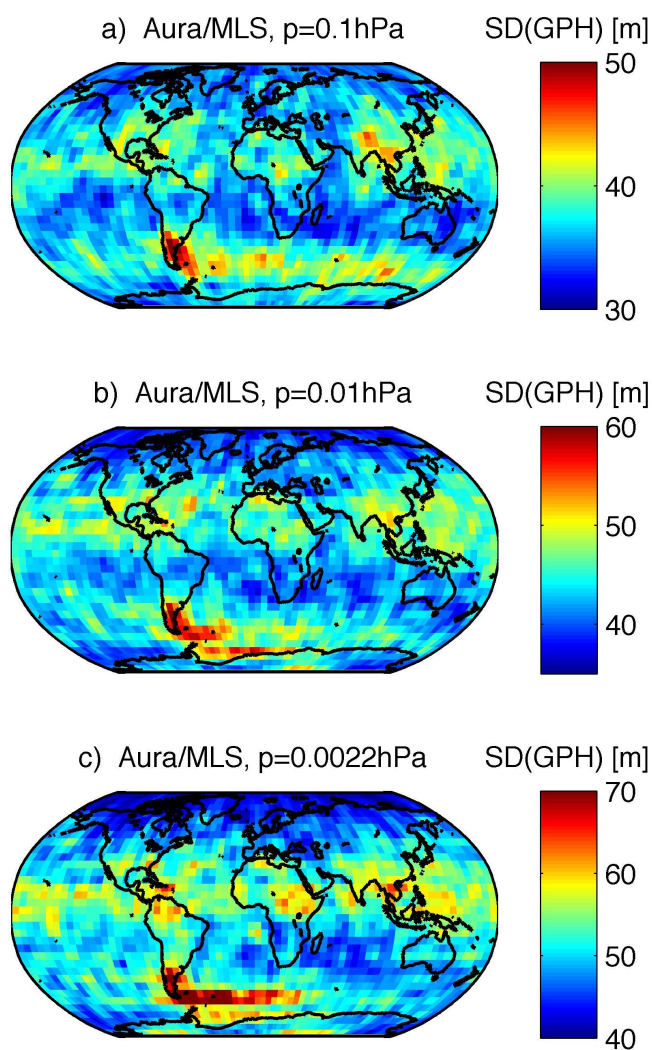 a)  Aura/MLS, p=0.1hPa
SD(GPH) [m]
50
40
30
b)  Aura/MLS, p=0.01hPa
SD(GPH) [m]
60
50
40
c)  Aura/MLS, p=0.0022hPa
SD(GPH) [m]
70
60
50
40